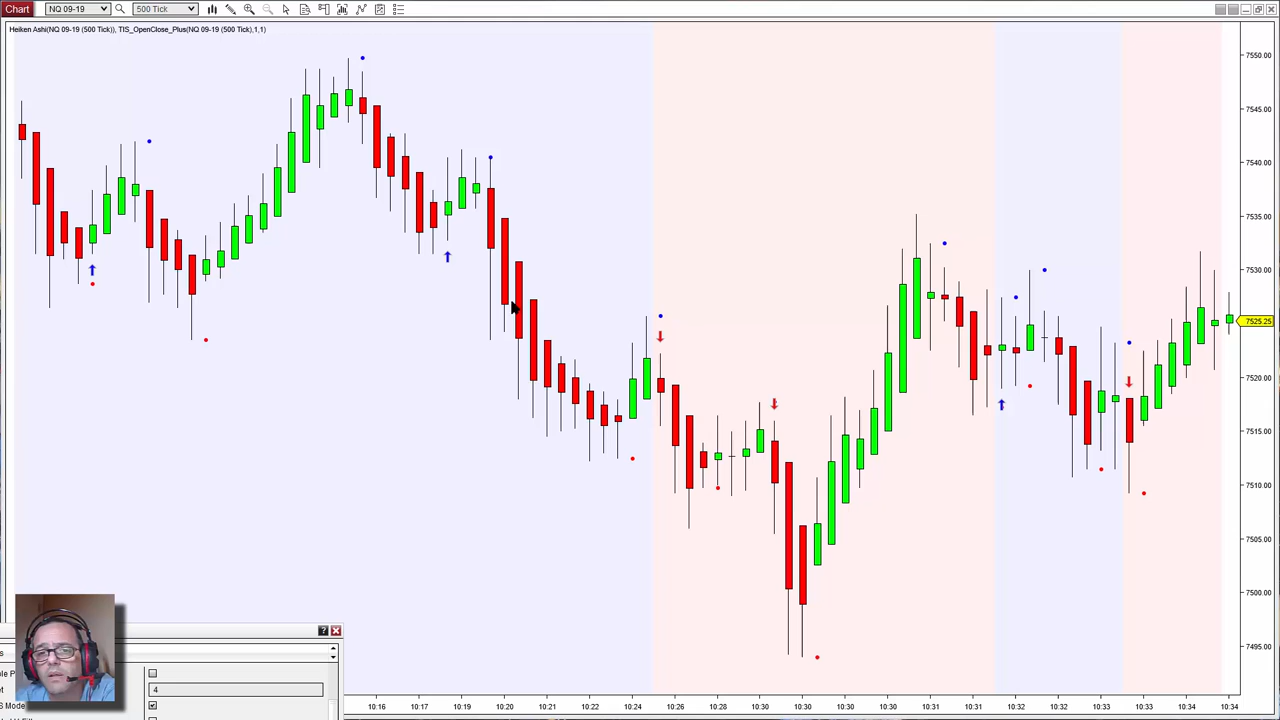 Chart
NQ 09-19
500 Tick
Heiken Ashi(NQ 09-19 (500 Tick)), TIS_OpenClose_Plus(NQ 09-19 (500 Tick),1,1)
7550.00
7545.00
7540.00
7535.00
7530.00
7525.25
7520.00
7515.00
7510.00
7505.00
7500.00
7495.00
?
4
10:16 10:17 10:19 10:20 10:22 10:24 10:26 10:28 10:30 10:30 10:30 10:31 10:31 10:32 10:33 10:33 10:34 10:34